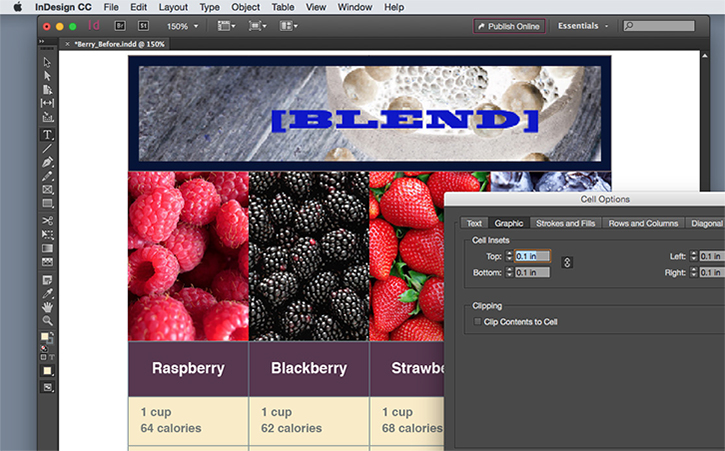 InDesign CC File Edit Layout Type Object Table View Window Help
Id Br St 150% Publish Online Essentials
× *Berry_Before.indd @ 150%
[BLEND]
Cell Options
Text Graphic Strokes and Fills Rows and Columns Diagonal
Cell Insets
Top: 0.1 in Left: 0.1 in
Bottom: 0.1 in Right: 0.1 in
Clipping
Clip Contents to Cell
Raspberry Blackberry Strawbe
1 cup 1 cup 1 cup
64 calories 62 calories 68 calories